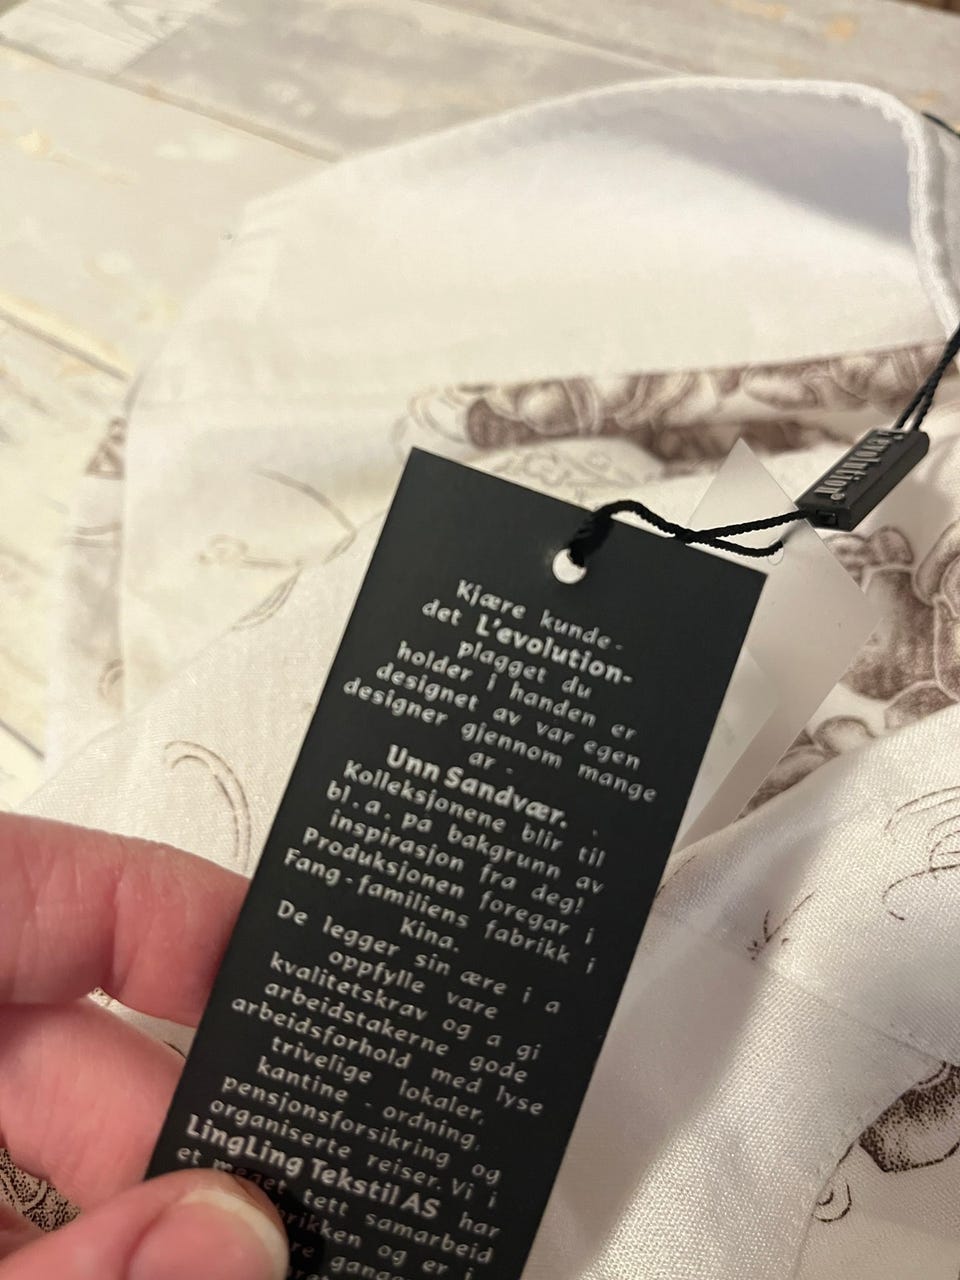 L'evolution®
Kjære kunde-
det L'evolution-
plagget du
holder i handen er
designet av var egen
designer gjennom mange
ar.
Unn Sandvær.
Kolleksjonene blir til
bl.a. pa bakgrunn av
inspirasjon fra deg!
Produksjonen foregar i
Fang-familiens fabrikk i
Kina.
De legger sin ære i a
oppfylle vare
kvalitetskrav og a gi
arbeidstakerne gode
arbeidsforhold med lyse
trivelige lokaler,
kantine-ordning,
pensjonsforsikring og
organiserte reiser. Vi i
LingLing Tekstil AS har
et meget tett samarbeid
og er i